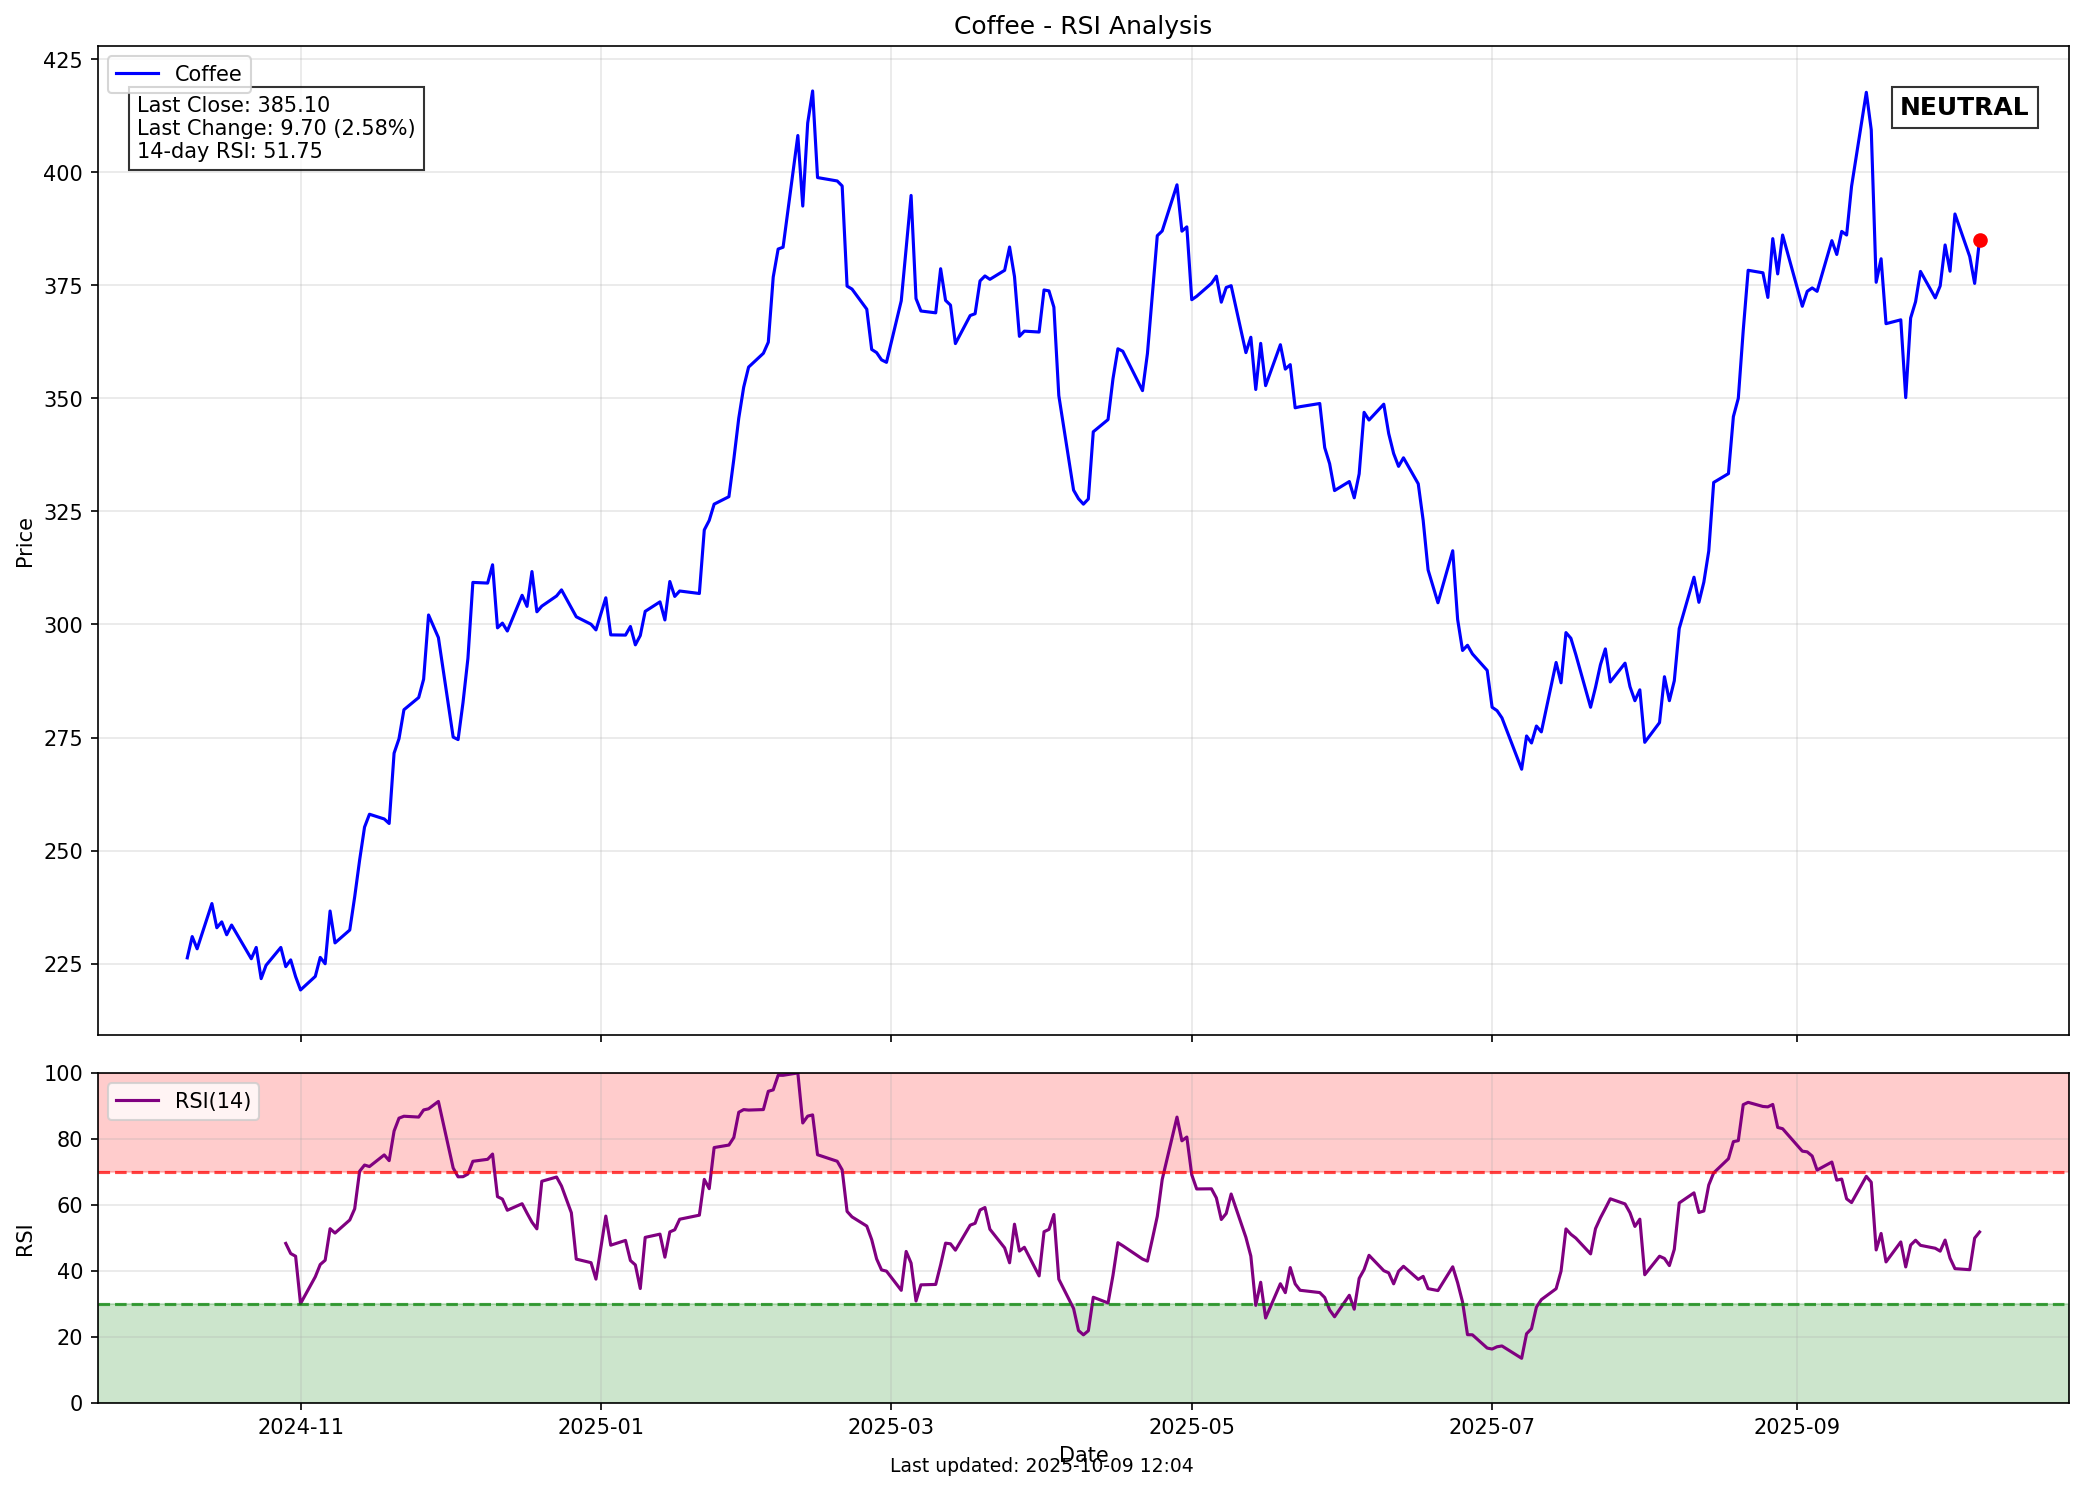 Coffee - RSI Analysis
Coffee
Last Close: 385.10
Last Change: 9.70 (2.58%)
14-day RSI: 51.75
NEUTRAL
Price
425
400
375
350
325
300
275
250
225
RSI(14)
RSI
100
80
60
40
20
0
2024-11
2025-01
2025-03
2025-05
2025-07
2025-09
Date
Last updated: 2025-10-09 12:04